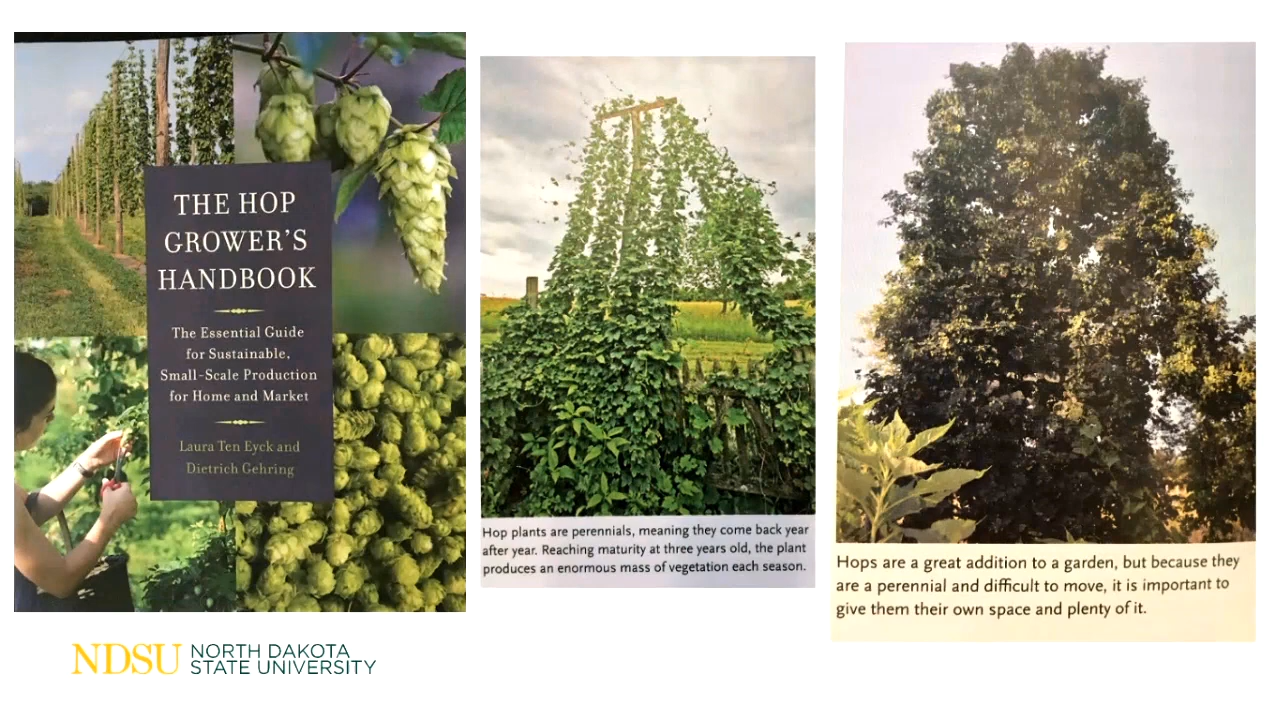 THE HOP
GROWER'S
HANDBOOK
The Essential Guide
for Sustainable,
Small-Scale Production
for Home and Market
Laura Ten Eyck and
Dietrich Gehring
NDSU NORTH DAKOTA
STATE UNIVERSITY
Hop plants are perennials, meaning they come back year
after year. Reaching maturity at three years old, the plant
produces an enormous mass of vegetation each season.
Hops are a great addition to a garden, but because they
are a perennial and difficult to move, it is important to
give them their own space and plenty of it.